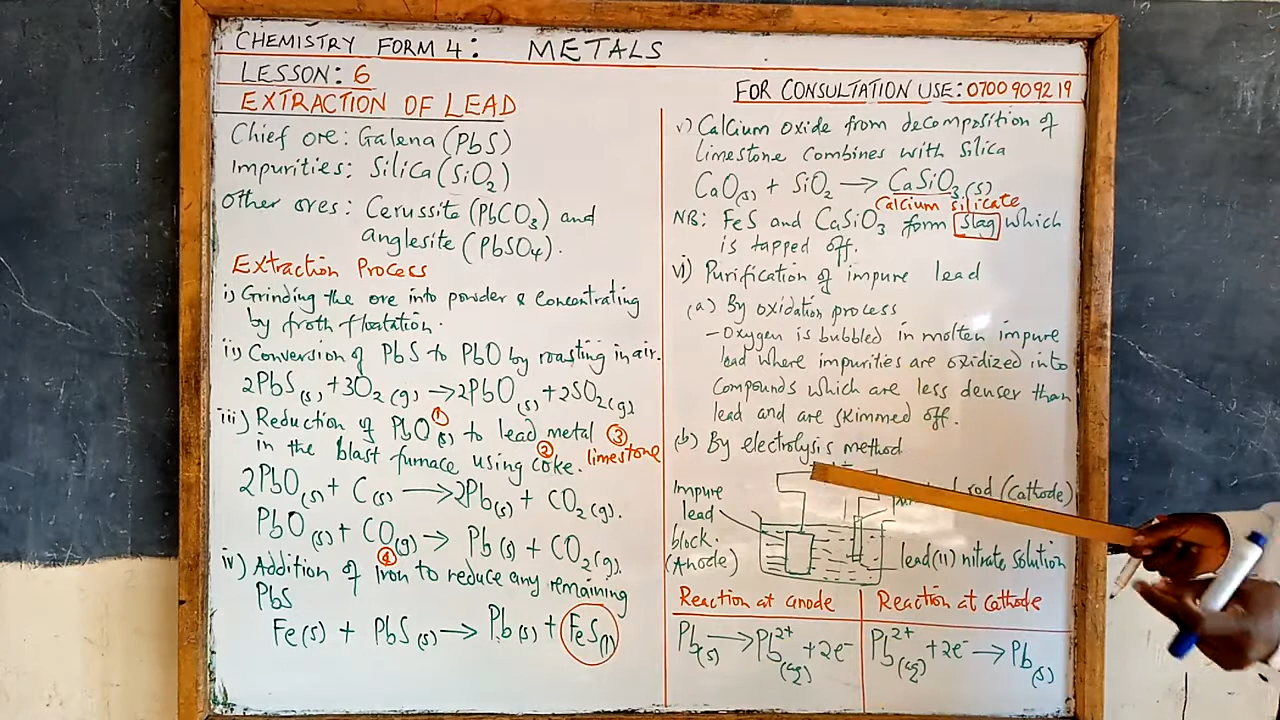 CHEMISTRY FORM 4: METALS
LESSON: 6
FOR CONSULTATION USE: 0700909219
EXTRACTION OF LEAD
Chief ore: Galena (PbS)
Impurities: Silica (SiO₂)
Other ores: Cerussite (PbCO₃) and
anglesite (PbSO₄).
Extraction Process
i) Grinding the ore into powder & concentrating
by froth flotation.
ii) Conversion of PbS to PbO by roasting in air.
2PbS(s) + 3O₂(g) → 2PbO(s) + 2SO₂(g)
iii) Reduction of PbO(s) ① to lead metal ③
in the blast furnace using coke. ② limestone
2PbO(s) + C(s) → 2Pb(s) + CO₂(g).
PbO(s) + CO(g) → Pb(s) + CO₂(g).
iv) Addition of iron ④ to reduce any remaining
PbS
Fe(s) + PbS(s) → Pb(s) + FeS(l)
v) Calcium oxide from decomposition of
limestone combines with silica
CaO(s) + SiO₂ → CaSiO₃(s)
Calcium silicate
NB: FeS and CaSiO₃ form slag which
is tapped off.
vi) Purification of impure lead
(a) By oxidation process
- Oxygen is bubbled in molten impure
lead where impurities are oxidized into
compounds which are less denser than
lead and are skimmed off.
(b) By electrolysis method
Impure
lead
block.
(Anode)
rod (Cathode)
lead(II) nitrate solution
Reaction at anode
Pb(s) → Pb²⁺(aq) + 2e⁻
Reaction at cathode
Pb²⁺(aq) + 2e⁻ → Pb(s)